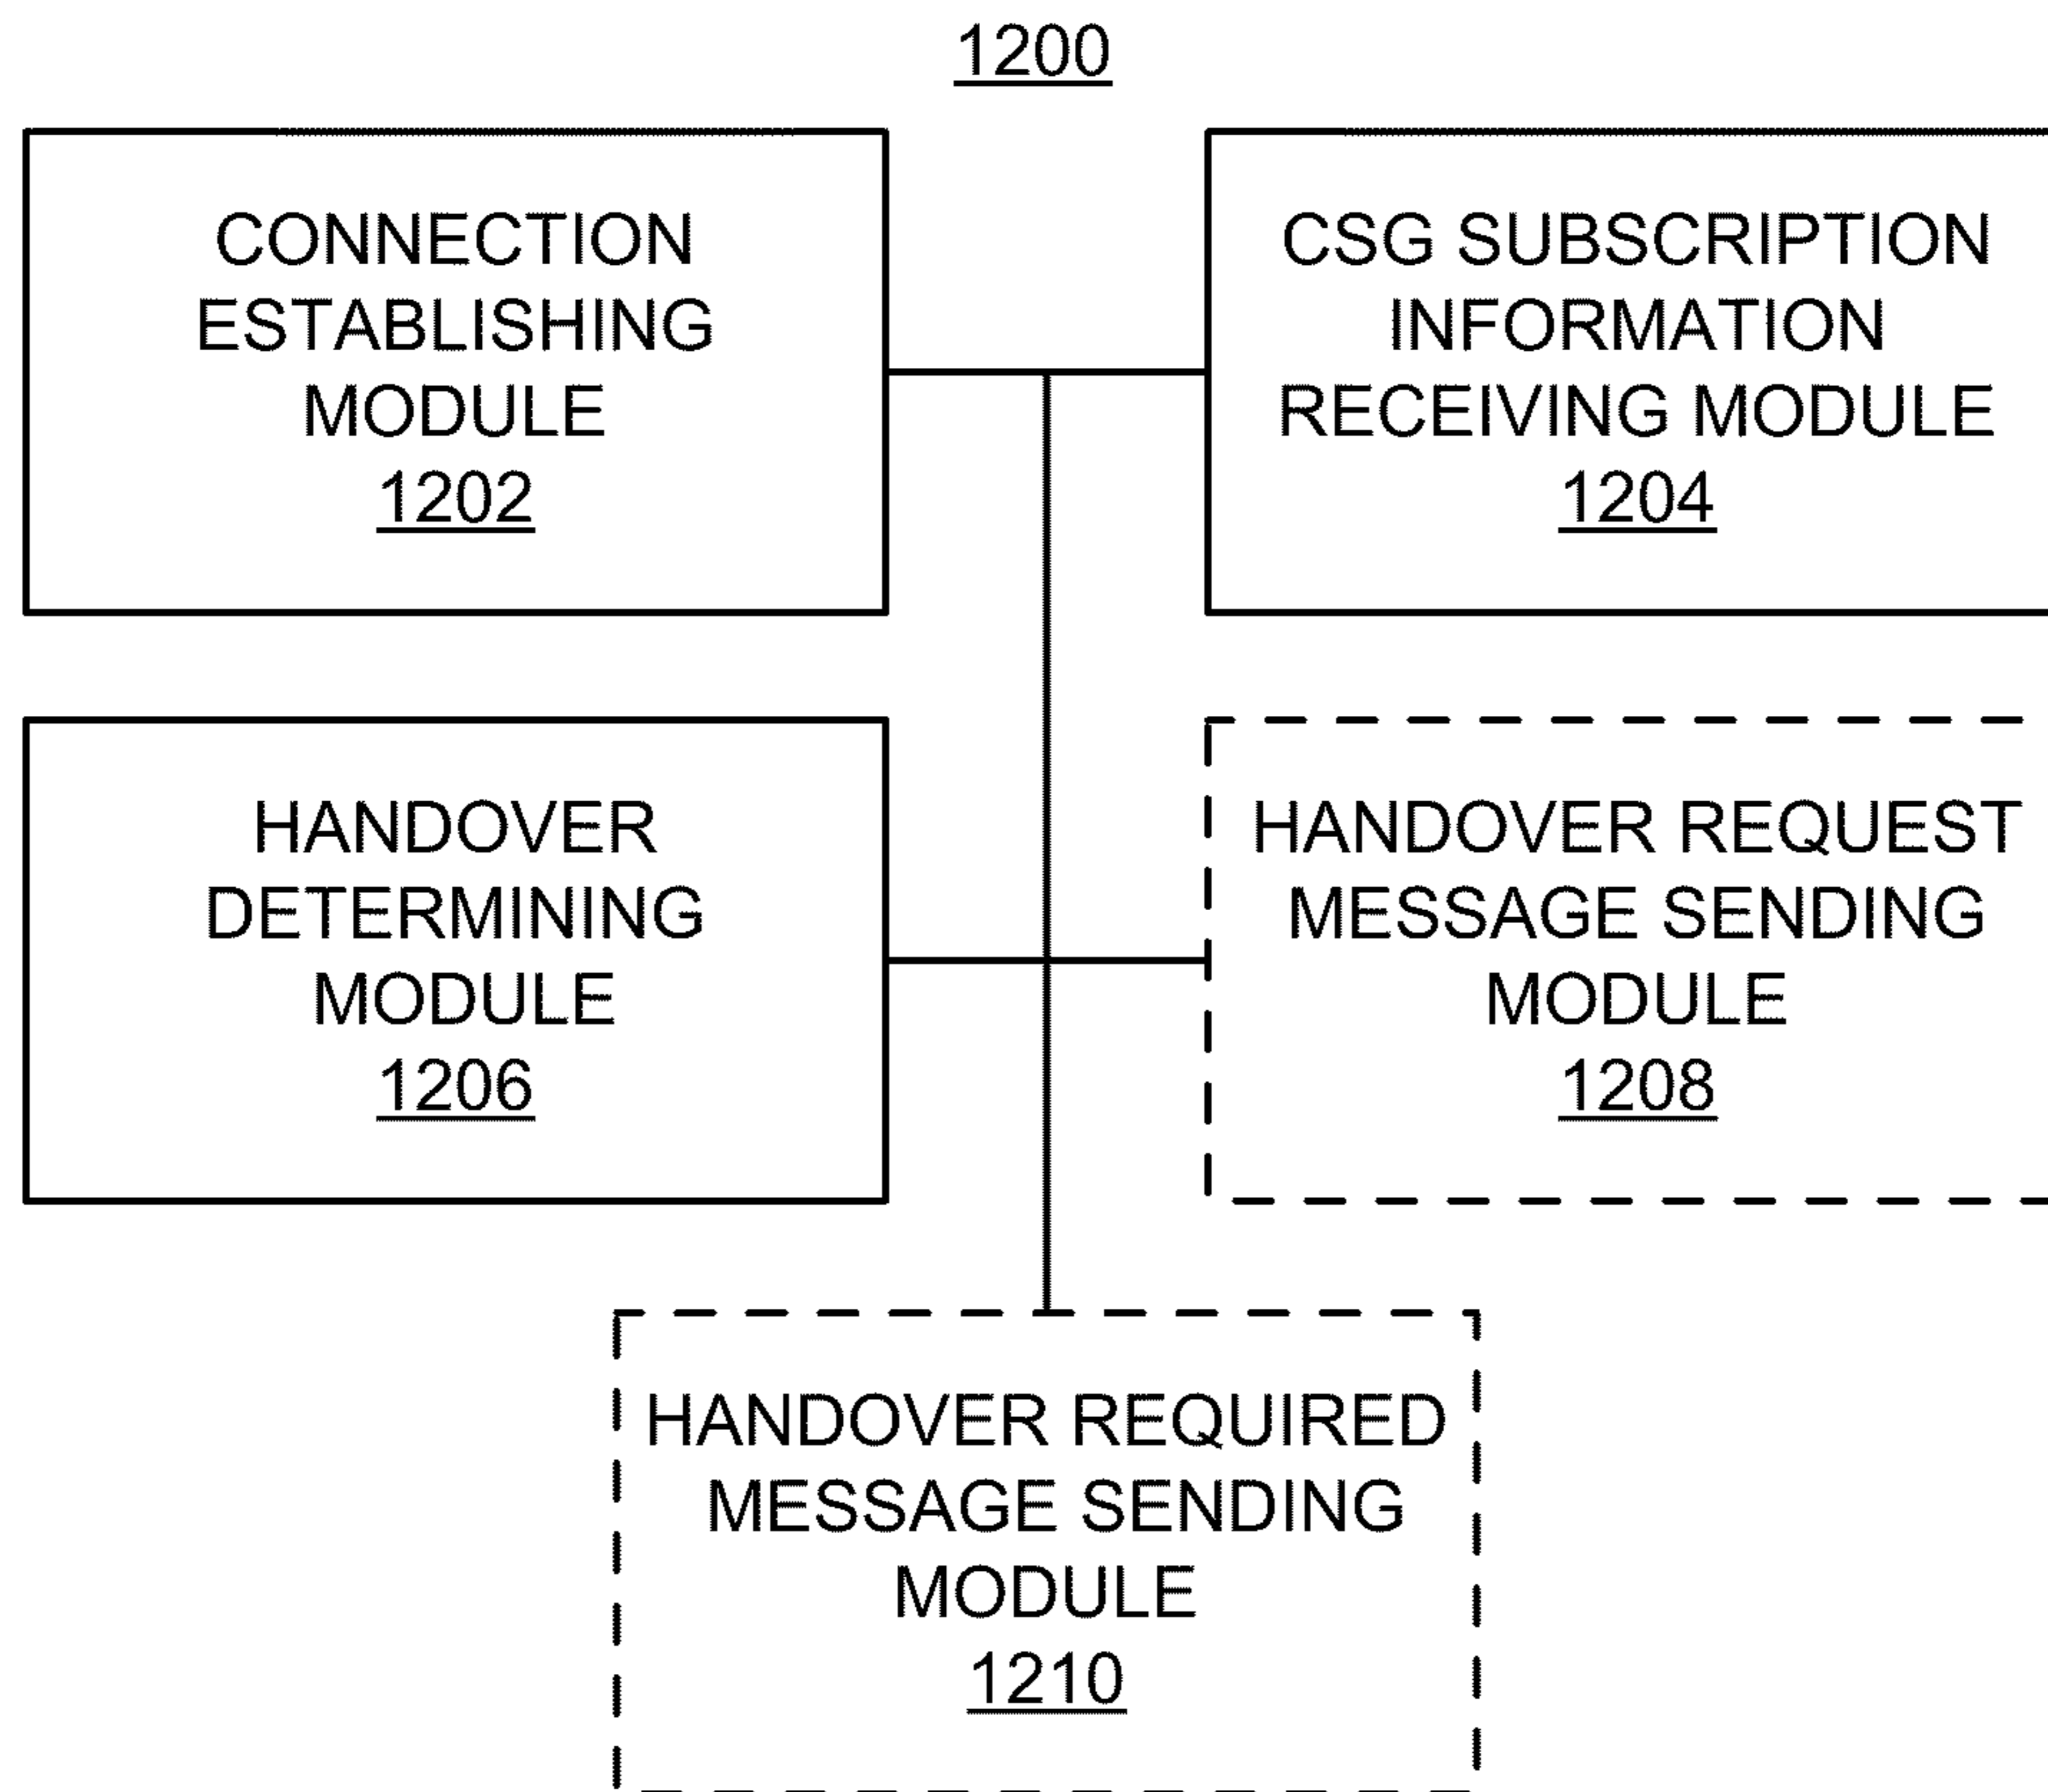 1200
CONNECTION
ESTABLISHING
MODULE
1202
CSG SUBSCRIPTION
INFORMATION
RECEIVING MODULE
1204
HANDOVER
DETERMINING
MODULE
1206
HANDOVER REQUEST
MESSAGE SENDING
MODULE
1208
HANDOVER REQUIRED
MESSAGE SENDING
MODULE
1210